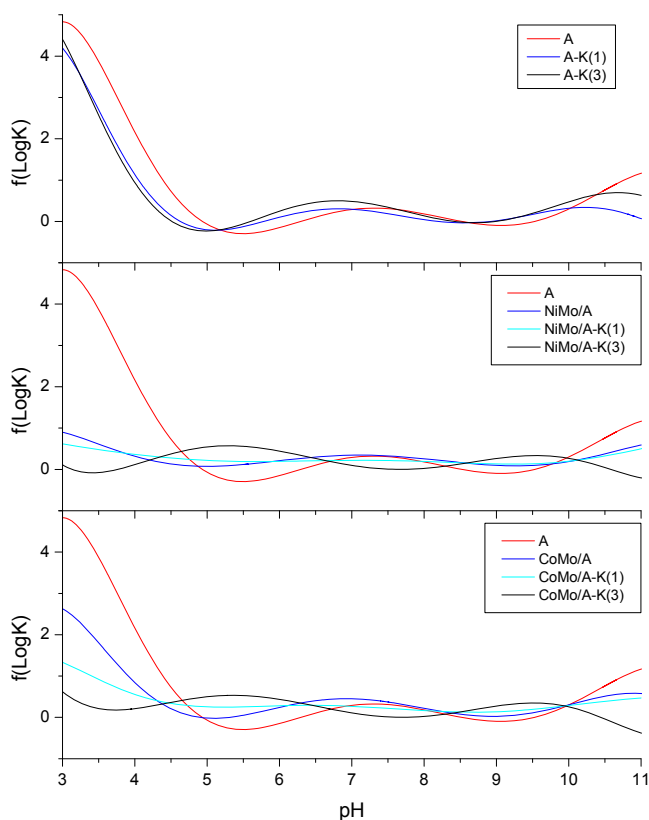 4
2
0
f(LogK)
A
A-K(1)
A-K(3)
4
2
0
f(LogK)
A
NiMo/A
NiMo/A-K(1)
NiMo/A-K(3)
4
2
0
f(LogK)
A
CoMo/A
CoMo/A-K(1)
CoMo/A-K(3)
3 4 5 6 7 8 9 10 11
pH